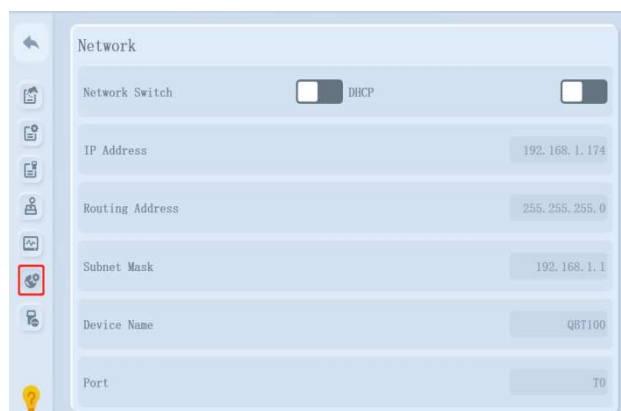 Network
Network Switch DHCP
IP Address 192.168.1.174
Routing Address 255.255.255.0
Subnet Mask 192.168.1.1
Device Name QBT100
Port T0
?